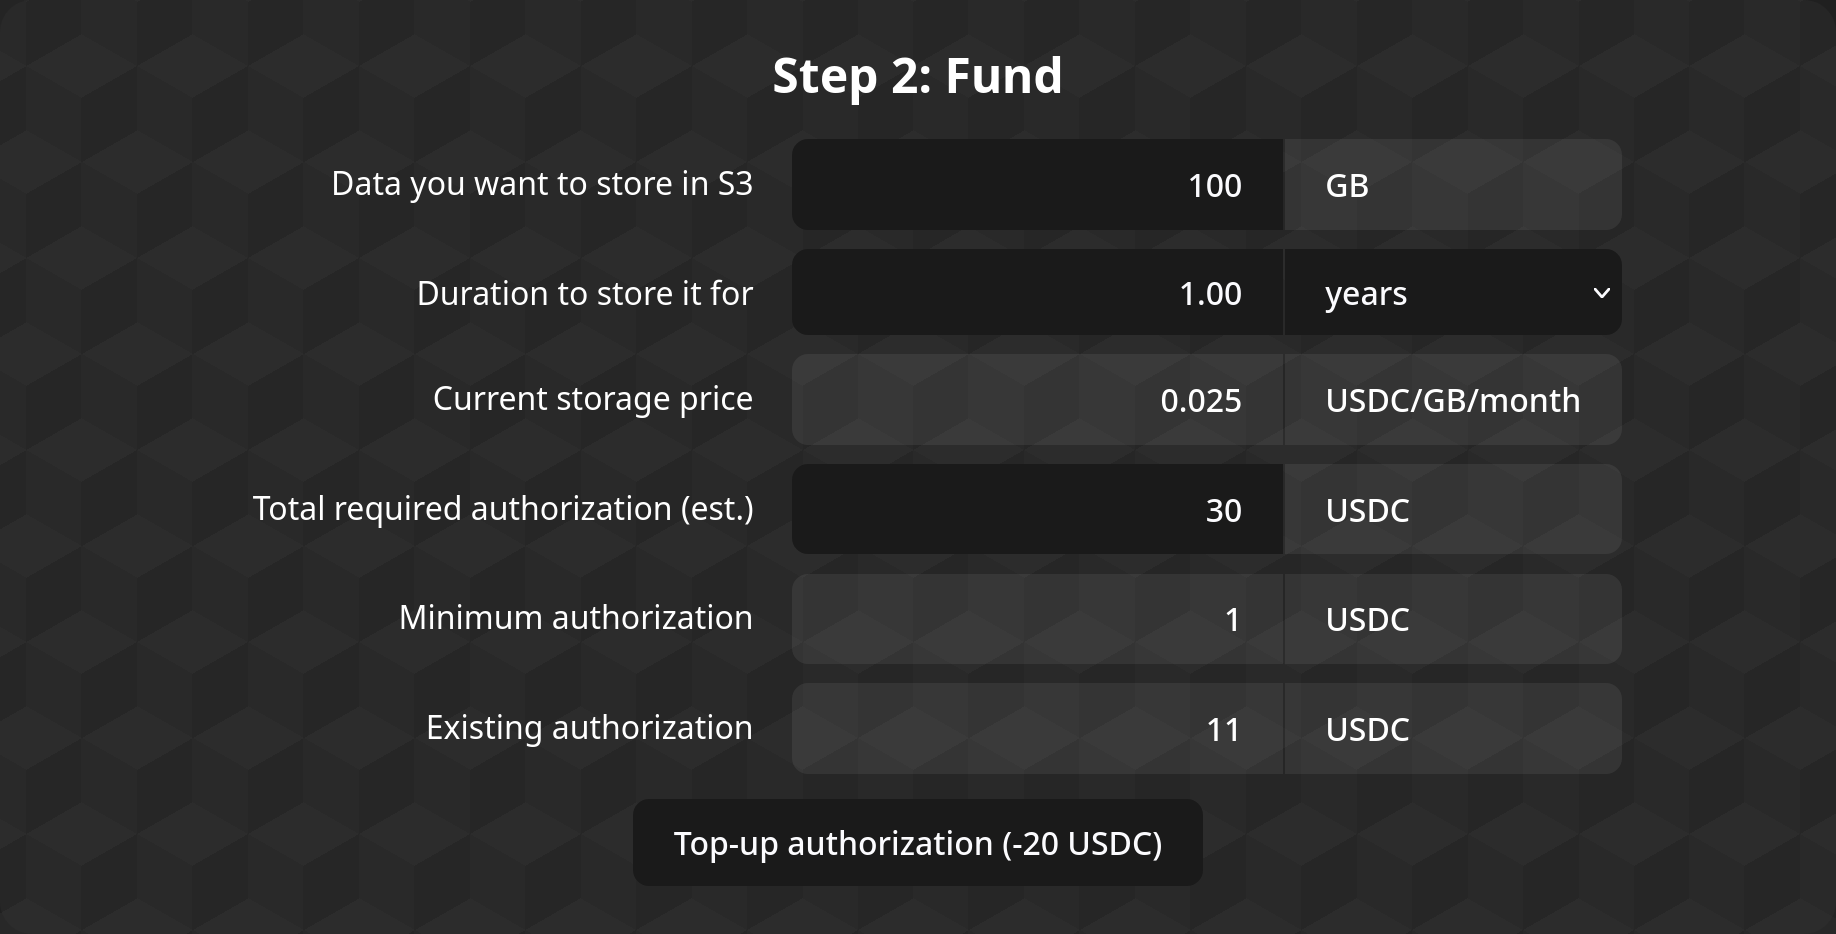 Step 2: Fund
Data you want to store in S3 100 GB
Duration to store it for 1.00 years
Current storage price 0.025 USDC/GB/month
Total required authorization (est.) 30 USDC
Minimum authorization 1 USDC
Existing authorization 11 USDC
Top-up authorization (-20 USDC)